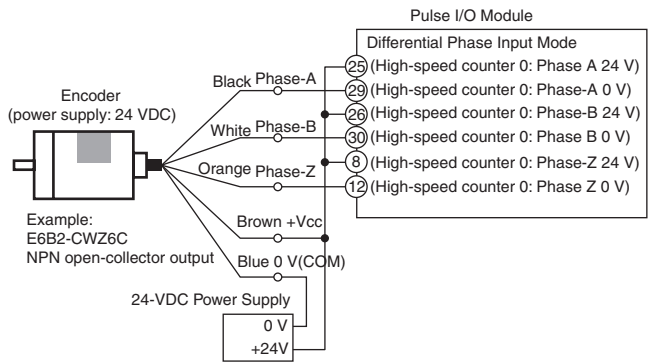 Pulse I/O Module
Differential Phase Input Mode
25 (High-speed counter 0: Phase A 24 V)
Black Phase-A
29 (High-speed counter 0: Phase-A 0 V)
Encoder
(power supply: 24 VDC)
26 (High-speed counter 0: Phase-B 24 V)
White Phase-B
30 (High-speed counter 0: Phase B 0 V)
8 (High-speed counter 0: Phase-Z 24 V)
Orange Phase-Z
12 (High-speed counter 0: Phase Z 0 V)
Example:
E6B2-CWZ6C
NPN open-collector output
Brown +Vcc
Blue 0 V(COM)
24-VDC Power Supply
0 V
+24V